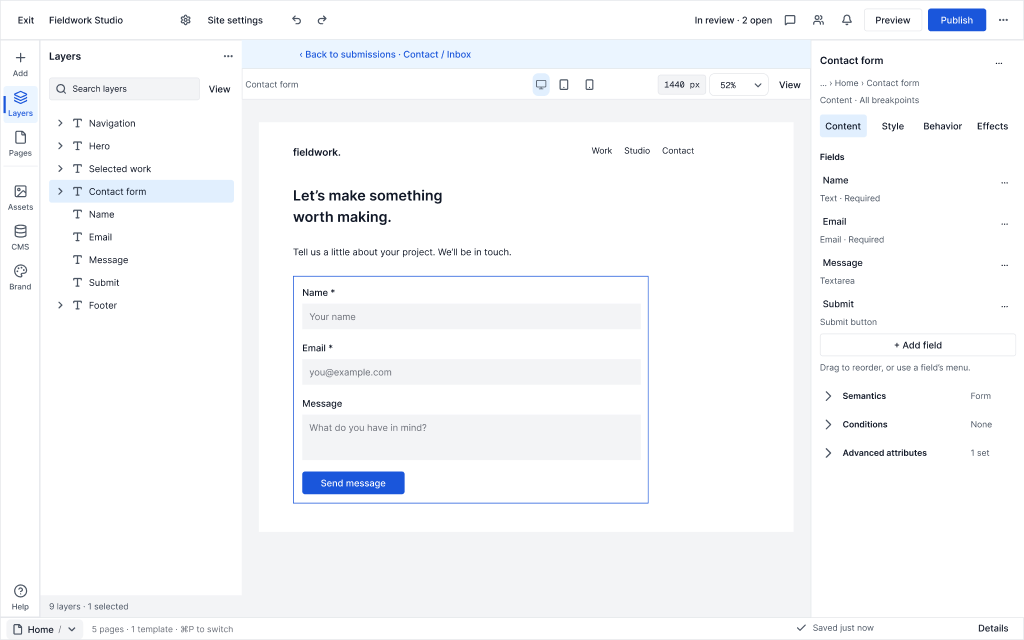 Exit Fieldwork Studio Site settings In review · 2 open Preview Publish
Add
Layers
Pages
Assets
CMS
Brand
Help
Layers
Search layers View
Navigation
Hero
Selected work
Contact form
Name
Email
Message
Submit
Footer
9 layers · 1 selected
‹ Back to submissions · Contact / Inbox
Contact form 1440 px 52% View
fieldwork. Work Studio Contact
Let’s make something
worth making.
Tell us a little about your project. We’ll be in touch.
Name *
Your name
Email *
you@example.com
Message
What do you have in mind?
Send message
Contact form ...
... › Home › Contact form
Content · All breakpoints
Content Style Behavior Effects
Fields
Name ...
Text · Required
Email ...
Email · Required
Message ...
Textarea
Submit ...
Submit button
+ Add field
Drag to reorder, or use a field’s menu.
Semantics Form
Conditions None
Advanced attributes 1 set
Home / 5 pages · 1 template · ⌘P to switch Saved just now Details